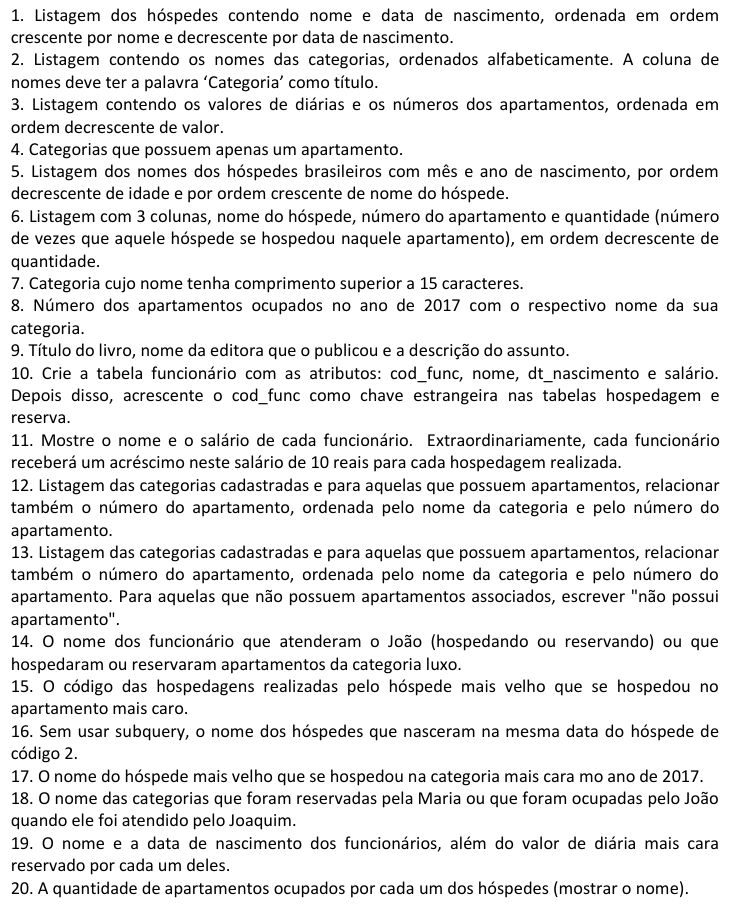 1. Listagem dos hóspedes contendo nome e data de nascimento, ordenada em ordem
crescente por nome e decrescente por data de nascimento.
2. Listagem contendo os nomes das categorias, ordenados alfabeticamente. A coluna de
nomes deve ter a palavra ‘Categoria’ como título.
3. Listagem contendo os valores de diárias e os números dos apartamentos, ordenada em
ordem decrescente de valor.
4. Categorias que possuem apenas um apartamento.
5. Listagem dos nomes dos hóspedes brasileiros com mês e ano de nascimento, por ordem
decrescente de idade e por ordem crescente de nome do hóspede.
6. Listagem com 3 colunas, nome do hóspede, número do apartamento e quantidade (número
de vezes que aquele hóspede se hospedou naquele apartamento), em ordem decrescente de
quantidade.
7. Categoria cujo nome tenha comprimento superior a 15 caracteres.
8. Número dos apartamentos ocupados no ano de 2017 com o respectivo nome da sua
categoria.
9. Título do livro, nome da editora que o publicou e a descrição do assunto.
10. Crie a tabela funcionário com as atributos: cod_func, nome, dt_nascimento e salário.
Depois disso, acrescente o cod_func como chave estrangeira nas tabelas hospedagem e
reserva.
11. Mostre o nome e o salário de cada funcionário. Extraordinariamente, cada funcionário
receberá um acréscimo neste salário de 10 reais para cada hospedagem realizada.
12. Listagem das categorias cadastradas e para aquelas que possuem apartamentos, relacionar
também o número do apartamento, ordenada pelo nome da categoria e pelo número do
apartamento.
13. Listagem das categorias cadastradas e para aquelas que possuem apartamentos, relacionar
também o número do apartamento, ordenada pelo nome da categoria e pelo número do
apartamento. Para aquelas que não possuem apartamentos associados, escrever "não possui
apartamento".
14. O nome dos funcionário que atenderam o João (hospedando ou reservando) ou que
hospedaram ou reservaram apartamentos da categoria luxo.
15. O código das hospedagens realizadas pelo hóspede mais velho que se hospedou no
apartamento mais caro.
16. Sem usar subquery, o nome dos hóspedes que nasceram na mesma data do hóspede de
código 2.
17. O nome do hóspede mais velho que se hospedou na categoria mais cara mo ano de 2017.
18. O nome das categorias que foram reservadas pela Maria ou que foram ocupadas pelo João
quando ele foi atendido pelo Joaquim.
19. O nome e a data de nascimento dos funcionários, além do valor de diária mais cara
reservado por cada um deles.
20. A quantidade de apartamentos ocupados por cada um dos hóspedes (mostrar o nome).